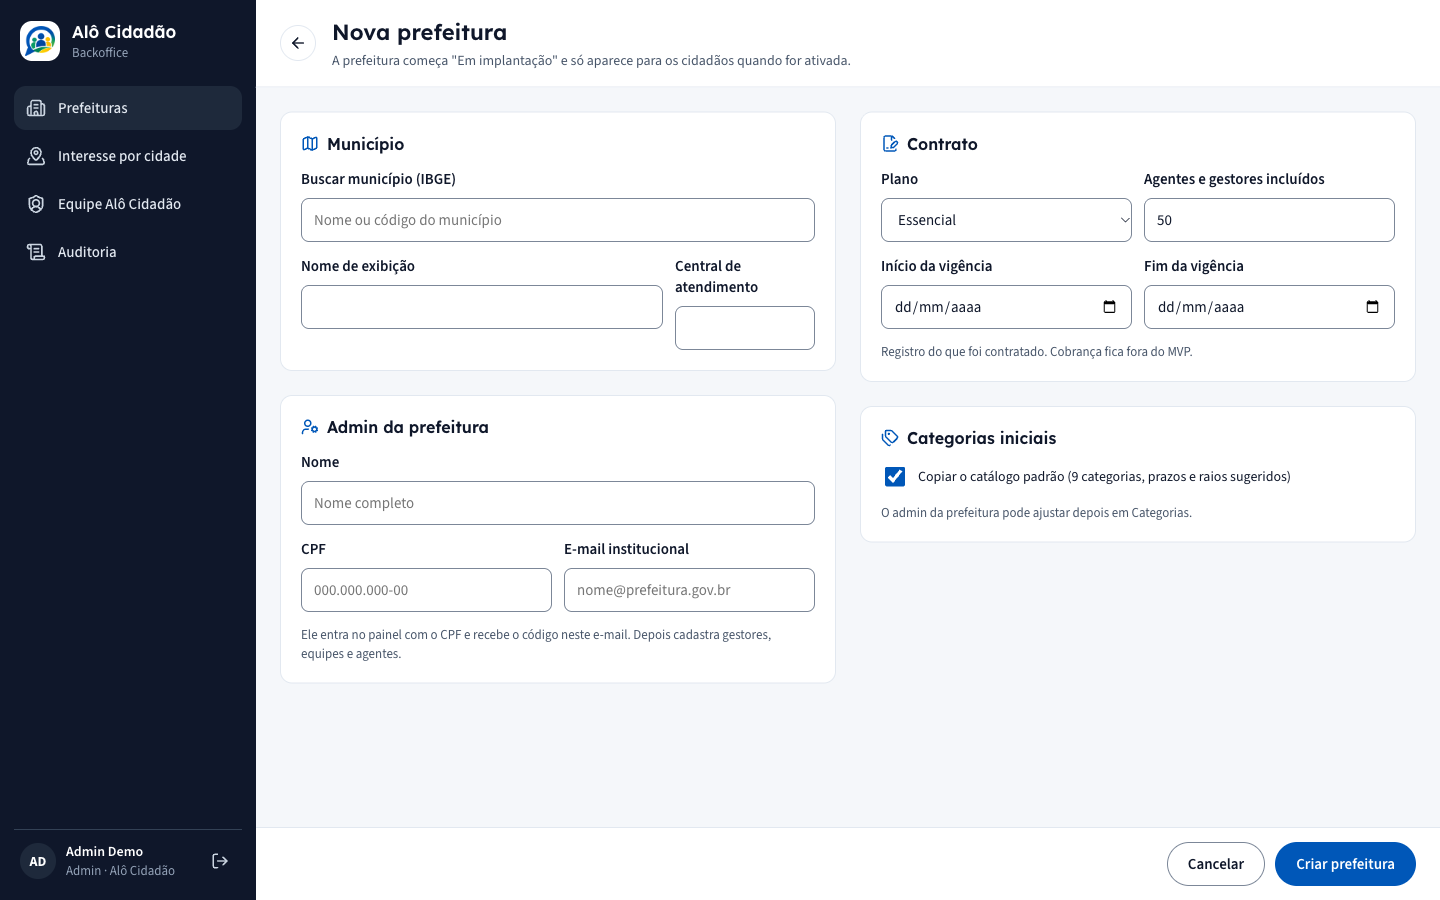 Alô Cidadão
Backoffice
Prefeituras
Interesse por cidade
Equipe Alô Cidadão
Auditoria
AD
Admin Demo
Admin · Alô Cidadão
Nova prefeitura
A prefeitura começa "Em implantação" e só aparece para os cidadãos quando for ativada.
Município
Buscar município (IBGE)
Nome ou código do município
Nome de exibição
Central de
atendimento
Admin da prefeitura
Nome
Nome completo
CPF
E-mail institucional
000.000.000-00
nome@prefeitura.gov.br
Ele entra no painel com o CPF e recebe o código neste e-mail. Depois cadastra gestores,
equipes e agentes.
Contrato
Plano
Agentes e gestores incluídos
Essencial
50
Início da vigência
Fim da vigência
dd/mm/aaaa
dd/mm/aaaa
Registro do que foi contratado. Cobrança fica fora do MVP.
Categorias iniciais
Copiar o catálogo padrão (9 categorias, prazos e raios sugeridos)
O admin da prefeitura pode ajustar depois em Categorias.
Cancelar
Criar prefeitura